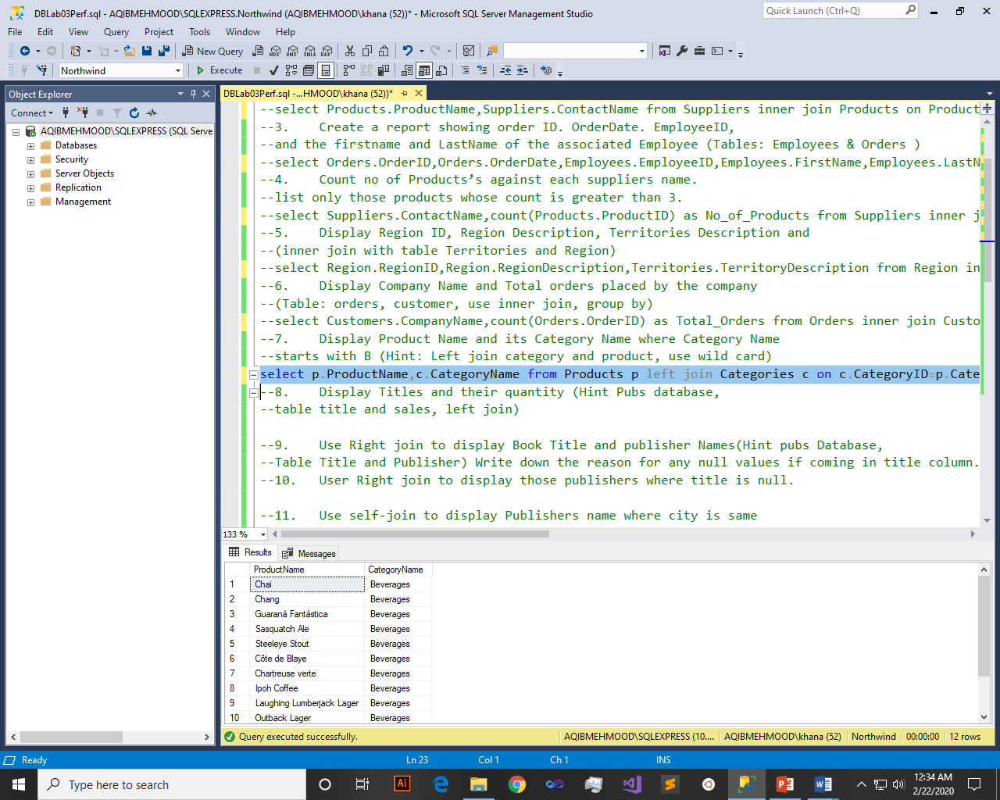 DBLab03Perf.sql - AQIBMEHMOOD\SQLEXPRESS.Northwind (AQIBMEHMOOD\khana (52))* - Microsoft SQL Server Management Studio
Quick Launch (Ctrl+Q)
File Edit View Query Project Tools Window Help
New Query MDX DMX XMLA DAX
Northwind Execute
Object Explorer
DBLab03Perf.sql -...HMOOD\khana (52))*
Connect
AQIBMEHMOOD\SQLEXPRESS (SQL Serve
Databases
Security
Server Objects
Replication
Management
--select Products.ProductName,Suppliers.ContactName from Suppliers inner join Products on Product
--3. Create a report showing order ID. OrderDate. EmployeeID,
--and the firstname and LastName of the associated Employee (Tables: Employees & Orders )
--select Orders.OrderID,Orders.OrderDate,Employees.EmployeeID,Employees.FirstName,Employees.LastN
--4. Count no of Products’s against each suppliers name.
--list only those products whose count is greater than 3.
--select Suppliers.ContactName,count(Products.ProductID) as No_of_Products from Suppliers inner j
--5. Display Region ID, Region Description, Territories Description and
--(inner join with table Territories and Region)
--select Region.RegionID,Region.RegionDescription,Territories.TerritoryDescription from Region in
--6. Display Company Name and Total orders placed by the company
--(Table: orders, customer, use inner join, group by)
--select Customers.CompanyName,count(Orders.OrderID) as Total_Orders from Orders inner join Custo
--7. Display Product Name and its Category Name where Category Name
--starts with B (Hint: Left join category and product, use wild card)
select p.ProductName,c.CategoryName from Products p left join Categories c on c.CategoryID=p.Cate
--8. Display Titles and their quantity (Hint Pubs database,
--table title and sales, left join)
--9. Use Right join to display Book Title and publisher Names(Hint pubs Database,
--Table Title and Publisher) Write down the reason for any null values if coming in title column.
--10. User Right join to display those publishers where title is null.
--11. Use self-join to display Publishers name where city is same
133 %
Results Messages
ProductName CategoryName
1 Chai Beverages
2 Chang Beverages
3 Guaraná Fantástica Beverages
4 Sasquatch Ale Beverages
5 Steeleye Stout Beverages
6 Côte de Blaye Beverages
7 Chartreuse verte Beverages
8 Ipoh Coffee Beverages
9 Laughing Lumberjack Lager Beverages
10 Outback Lager Beverages
Query executed successfully. AQIBMEHMOOD\SQLEXPRESS (10.... AQIBMEHMOOD\khana (52) Northwind 00:00:00 12 rows
Ready Ln 23 Col 1 Ch 1 INS
Type here to search
Ai
12:34 AM
2/22/2020